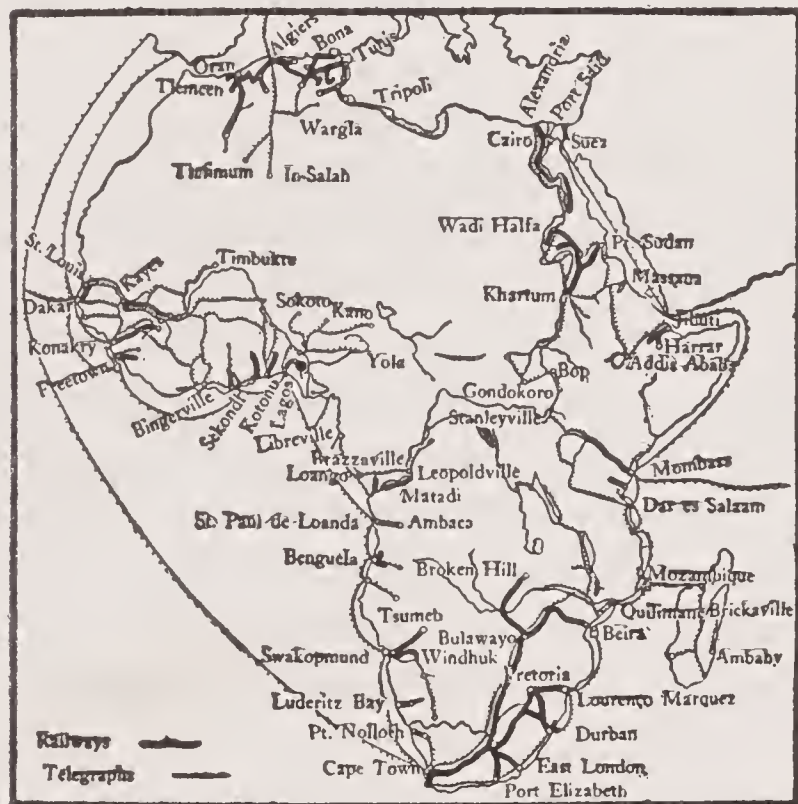 Algiers
Bona
Tunis
Oran
Tlemcen
Tripoli
Wargla
In-Salah
Alexandria
Port Said
Cairo
Suez
Wadi Halfa
Pt. Sudan
Massaua
Khartum
Jibuti
Harrar
Addis Ababa
St. Louis
Kayes
Timbuktu
Dakar
Sokoto
Kano
Konakry
Yola
Freetown
Bingerville
Sekondi
Kotonu
Lagos
Libreville
Bor
Gondokoro
Stanleyville
Brazzaville
Loango
Leopoldville
Matadi
Mombasa
Dar es Salaam
St. Paul de Loanda
Ambaca
Benguela
Broken Hill
Mozambique
Tsumeb
Quilimane
Brickaville
Bulawayo
Beira
Swakopmund
Windhuk
Ambaby
Pretoria
Luderitz Bay
Lourenço Marquez
Pt. Nolloth
Durban
Railways
Telegraphs
Cape Town
East London
Port Elizabeth